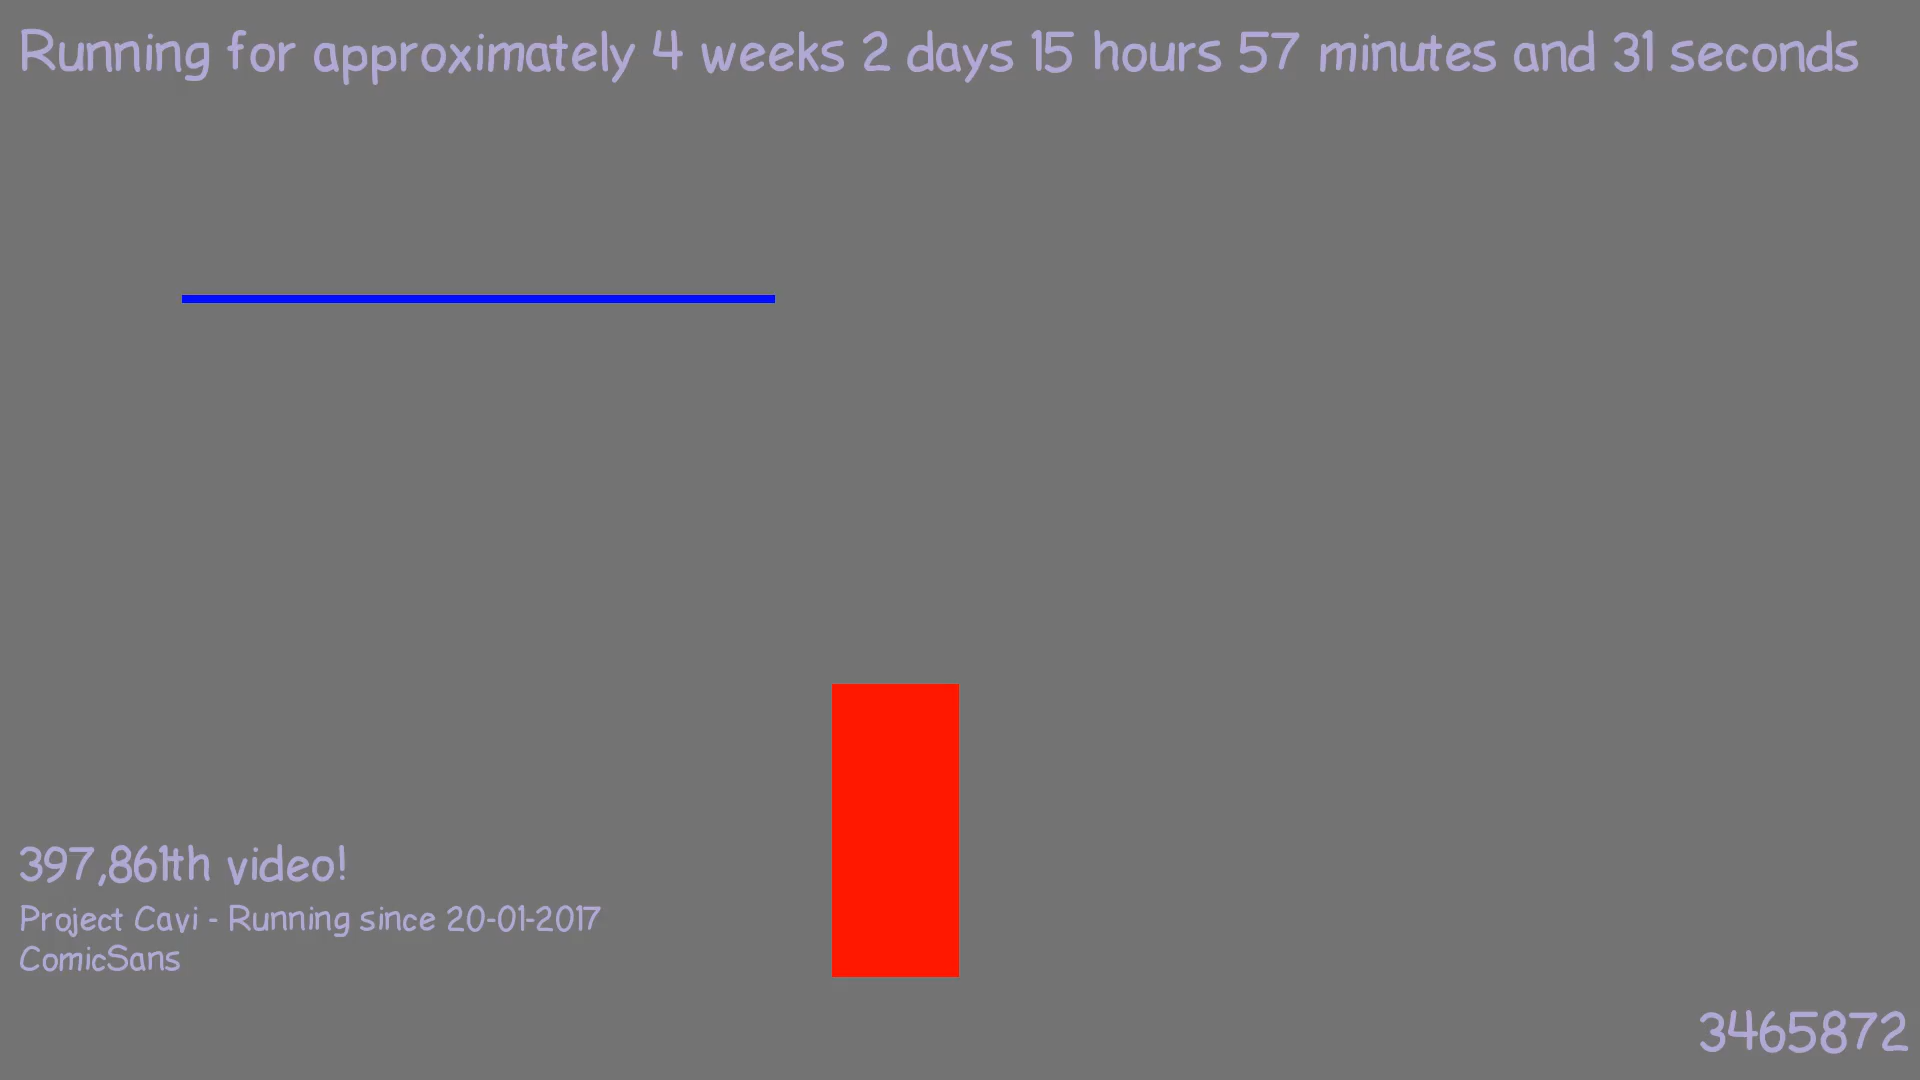 Running for approximately 4 weeks 2 days 15 hours 57 minutes and 31 seconds
397,861th video!
Project Cavi - Running since 20-01-2017
ComicSans
3465872